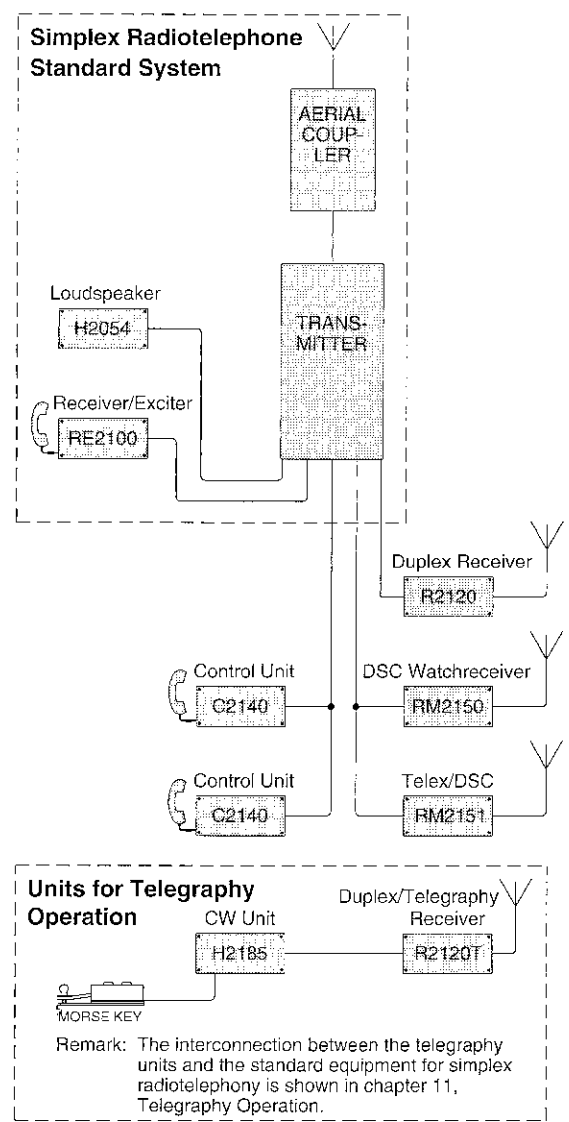 Simplex Radiotelephone
Standard System
AERIAL
COUP-
LER
TRANS-
MITTER
Loudspeaker
H2054
Receiver/Exciter
RE2100
Duplex Receiver
R2120
Control Unit
C2140
DSC Watchreceiver
RM2150
Control Unit
C2140
Telex/DSC
RM2151
Units for Telegraphy
Operation
CW Unit
H2185
Duplex/Telegraphy
Receiver
R2120T
MORSE KEY
Remark: The interconnection between the telegraphy
units and the standard equipment for simplex
radiotelephony is shown in chapter 11,
Telegraphy Operation.